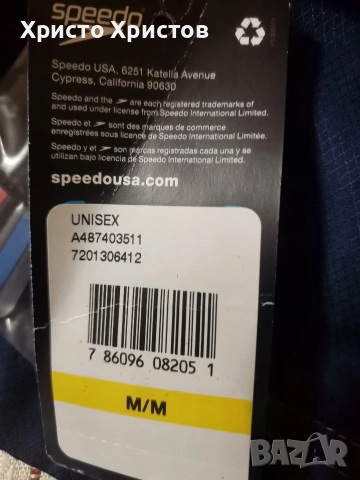 speedo
Христо Христов
Speedo USA, 6251 Katella Avenue
Cypress, California 90630
Speedo and the are each registered trademarks of
and used under license from Speedo International Limited.
Speedo et sont des marques de commerce
enregistrées sous licence de Speedo International Limitée.
Speedo y el son marcas registradas cada una y se
utilizan bajo licencia de Speedo International Limited.
speedousa.com
UNISEX
A487403511
7201306412
7 86096 08205 1
M/M
BAZAR